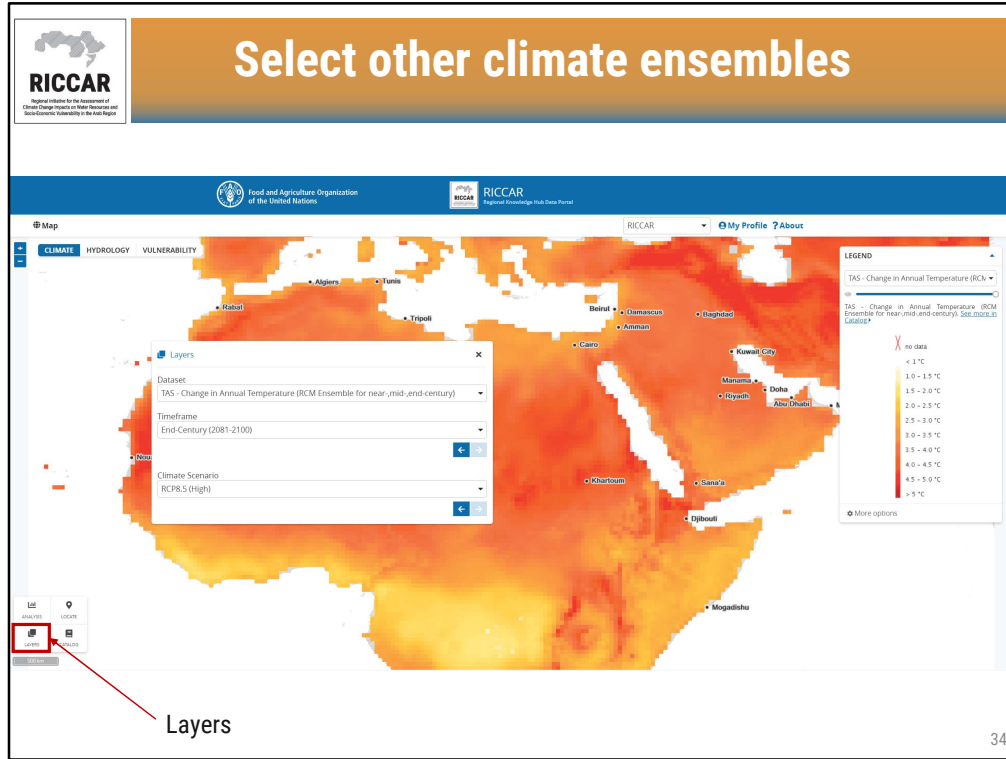 RICCAR
Regional Initiative for the Assessment of
Climate Change Impacts on Water Resources and
Socio-Economic Vulnerability in the Arab Region
Select other climate ensembles
Food and Agriculture Organization
of the United Nations
RICCAR
RICCAR
Regional Knowledge Hub Data Portal
Map
RICCAR
My Profile
? About
+
-
CLIMATE
HYDROLOGY
VULNERABILITY
Algiers
Tunis
Rabat
Tripoli
Beirut
Damascus
Baghdad
Amman
Cairo
Kuwait City
Manama
Doha
Riyadh
Abu Dhabi
M
Nou
Khartoum
Sana'a
Djibouti
Mogadishu
Layers
×
Dataset
TAS - Change in Annual Temperature (RCM Ensemble for near-,mid-,end-century)
Timeframe
End-Century (2081-2100)
Climate Scenario
RCP8.5 (High)
LEGEND
TAS - Change in Annual Temperature (RCM
TAS - Change in Annual Temperature (RCM
Ensemble for near-,mid-,end-century). See more in
Catalog
no data
< 1 °C
1.0 – 1.5 °C
1.5 – 2.0 °C
2.0 – 2.5 °C
2.5 – 3.0 °C
3.0 – 3.5 °C
3.5 – 4.0 °C
4.0 – 4.5 °C
4.5 – 5.0 °C
> 5 °C
More options
ANALYSIS
LOCATE
LAYERS
CATALOG
500 km
Layers
34